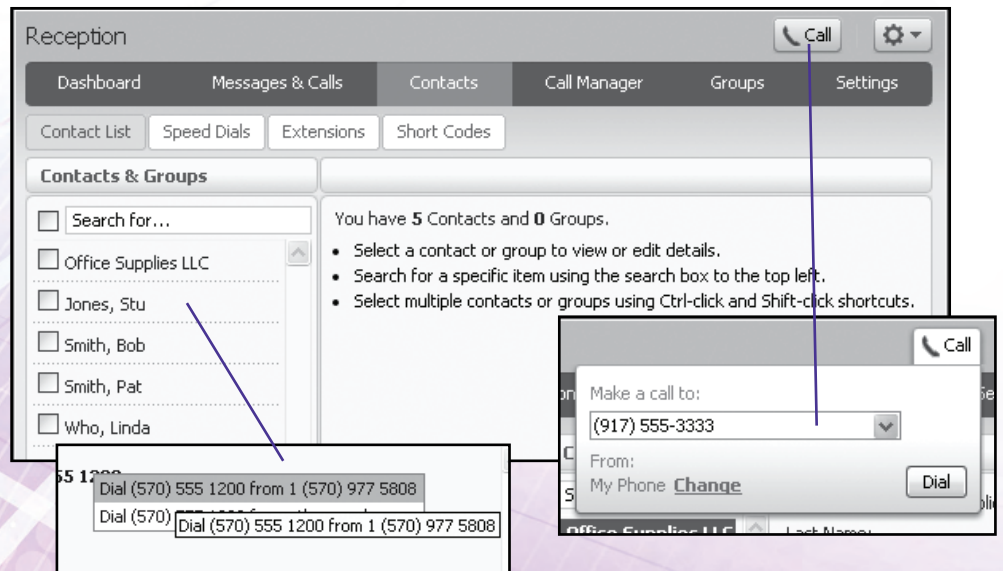 Reception
Call
Dashboard Messages & Calls Contacts Call Manager Groups Settings
Contact List Speed Dials Extensions Short Codes
Contacts & Groups
Search for...
Office Supplies LLC
Jones, Stu
Smith, Bob
Smith, Pat
Who, Linda
You have 5 Contacts and 0 Groups.
• Select a contact or group to view or edit details.
• Search for a specific item using the search box to the top left.
• Select multiple contacts or groups using Ctrl-click and Shift-click shortcuts.
Dial (570) 555 1200 from 1 (570) 977 5808
Dial (570)
Dial (570) 555 1200 from 1 (570) 977 5808
Call
Make a call to:
(917) 555-3333
From:
My Phone Change
Dial
Office Supplies LLC
Last Name: